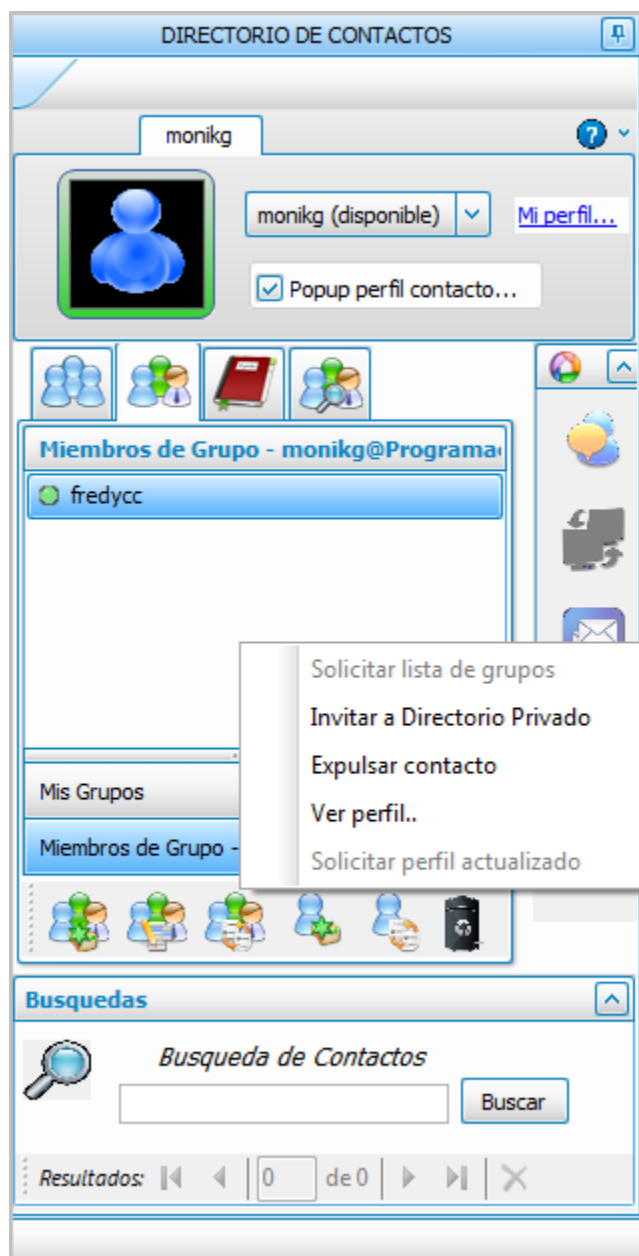 DIRECTORIO DE CONTACTOS
monikg
?
monikg (disponible)
Mi perfil...
Popup perfil contacto...
Miembros de Grupo - monikg@Programa
fredycc
Solicitar lista de grupos
Invitar a Directorio Privado
Expulsar contacto
Ver perfil..
Solicitar perfil actualizado
Mis Grupos
Miembros de Grupo -
Busquedas
Busqueda de Contactos
Buscar
Resultados: 0 de 0